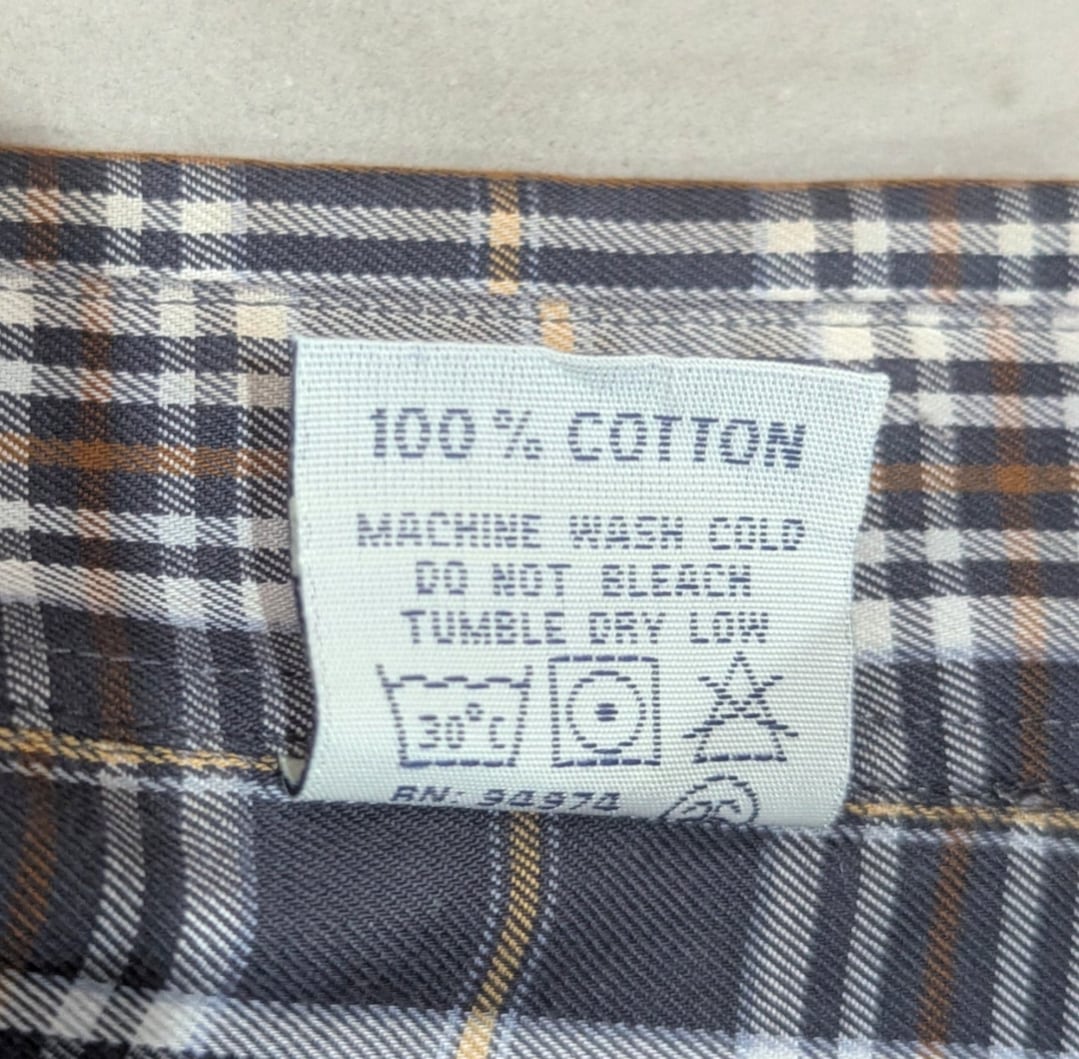 100% COTTON
MACHINE WASH COLD
DO NOT BLEACH
TUMBLE DRY LOW
30°C
RN: 94974